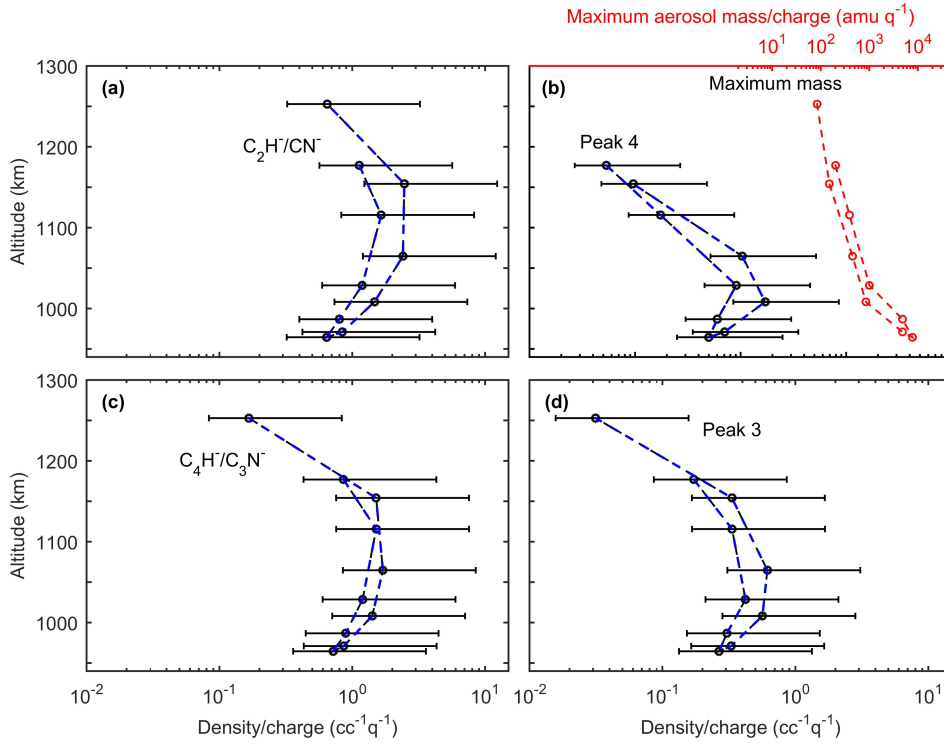 Maximum aerosol mass/charge (amu q⁻¹)
10¹ 10² 10³ 10⁴
1300
1200
1100
1000
Altitude (km)
(a)
C₂H⁻/CN⁻
(b)
Maximum mass
Peak 4
1300
1200
1100
1000
Altitude (km)
(c)
C₄H⁻/C₃N⁻
(d)
Peak 3
10⁻² 10⁻¹ 10⁰ 10¹
10⁻² 10⁻¹ 10⁰ 10¹
Density/charge (cc⁻¹q⁻¹)
Density/charge (cc⁻¹q⁻¹)